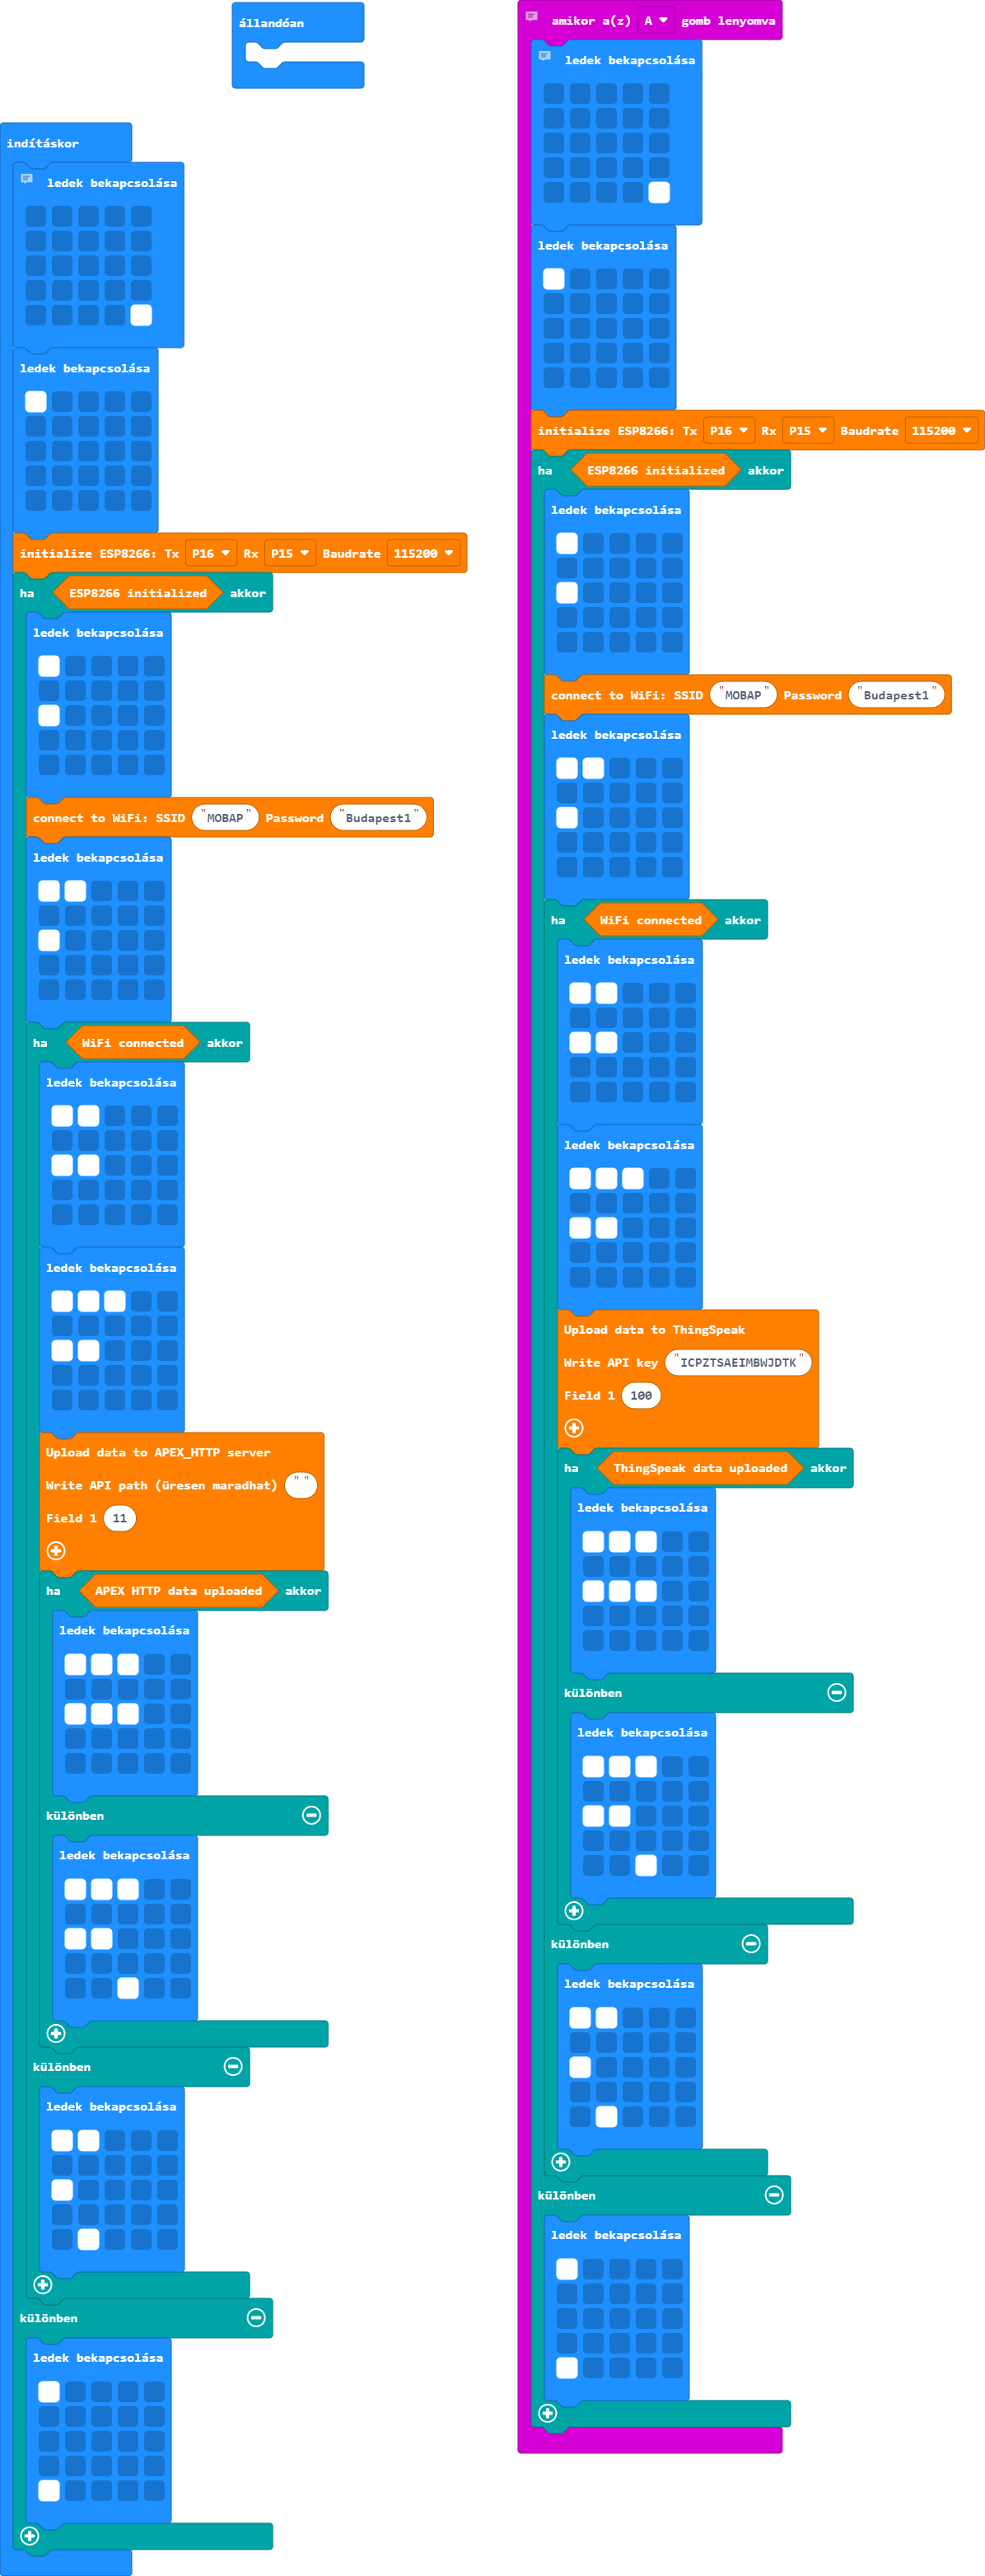 állandóan
indításkor
ledek bekapcsolása
ledek bekapcsolása
initialize ESP8266: Tx P16 Rx P15 Baudrate 115200
ha ESP8266 initialized akkor
ledek bekapcsolása
connect to WiFi: SSID "MOBAP" Password "Budapest1"
ledek bekapcsolása
ha WiFi connected akkor
ledek bekapcsolása
ledek bekapcsolása
Upload data to APEX_HTTP server
Write API path (üresen maradhat) " "
Field 1 11
ha APEX HTTP data uploaded akkor
ledek bekapcsolása
különben
ledek bekapcsolása
különben
ledek bekapcsolása
különben
ledek bekapcsolása
amikor a(z) A gomb lenyomva
ledek bekapcsolása
ledek bekapcsolása
initialize ESP8266: Tx P16 Rx P15 Baudrate 115200
ha ESP8266 initialized akkor
ledek bekapcsolása
connect to WiFi: SSID "MOBAP" Password "Budapest1"
ledek bekapcsolása
ha WiFi connected akkor
ledek bekapcsolása
ledek bekapcsolása
Upload data to ThingSpeak
Write API key "ICPZTSAEIMBWJDTK"
Field 1 100
ha ThingSpeak data uploaded akkor
ledek bekapcsolása
különben
ledek bekapcsolása
különben
ledek bekapcsolása
különben
ledek bekapcsolása